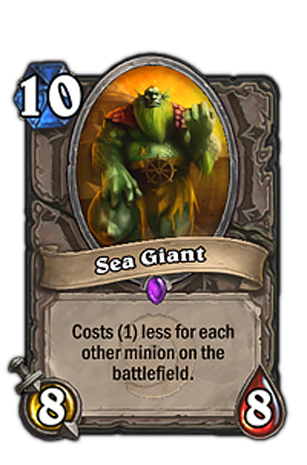 10
Sea Giant
Costs (1) less for each
other minion on the
battlefield.
8
8